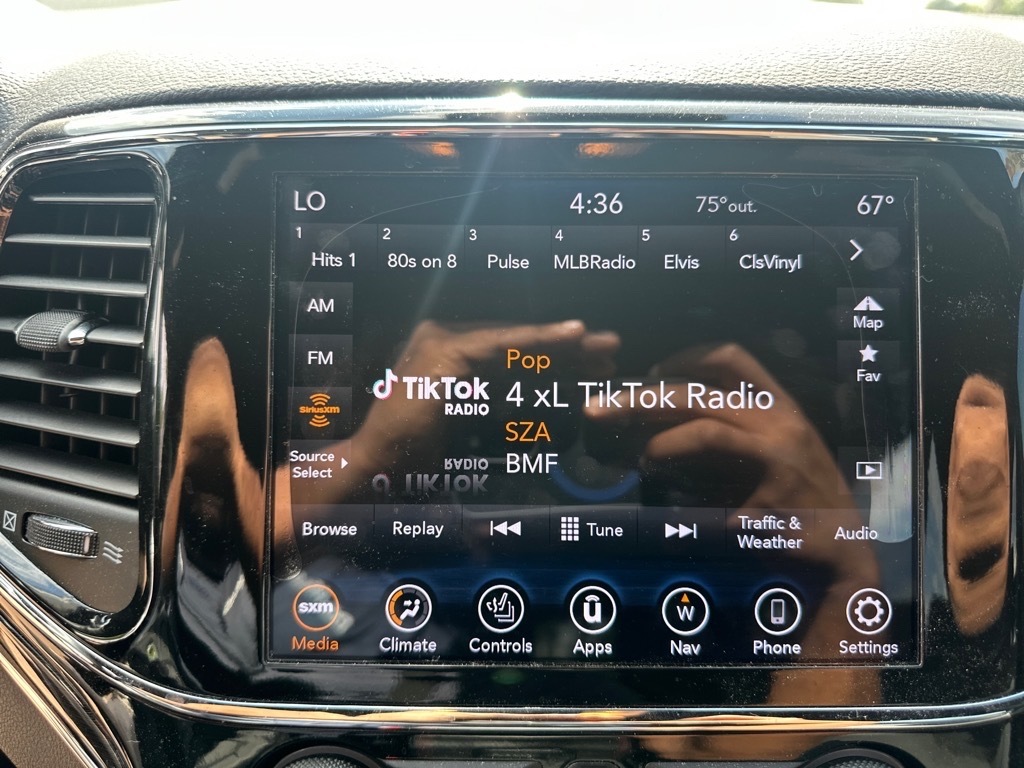 LO 4:36 75°out. 67°
1 2 3 4 5 6
Hits 1 80s on 8 Pulse MLBRadio Elvis ClsVinyl
AM
Map
FM
Fav
siriusxm
Pop
TikTok
RADIO
4 xL TikTok Radio
SZA
BMF
Source
Select
RADIO
TikTok
Browse Replay Tune Traffic &
Weather Audio
sxm
Media Climate Controls Apps Nav Phone Settings
û
W